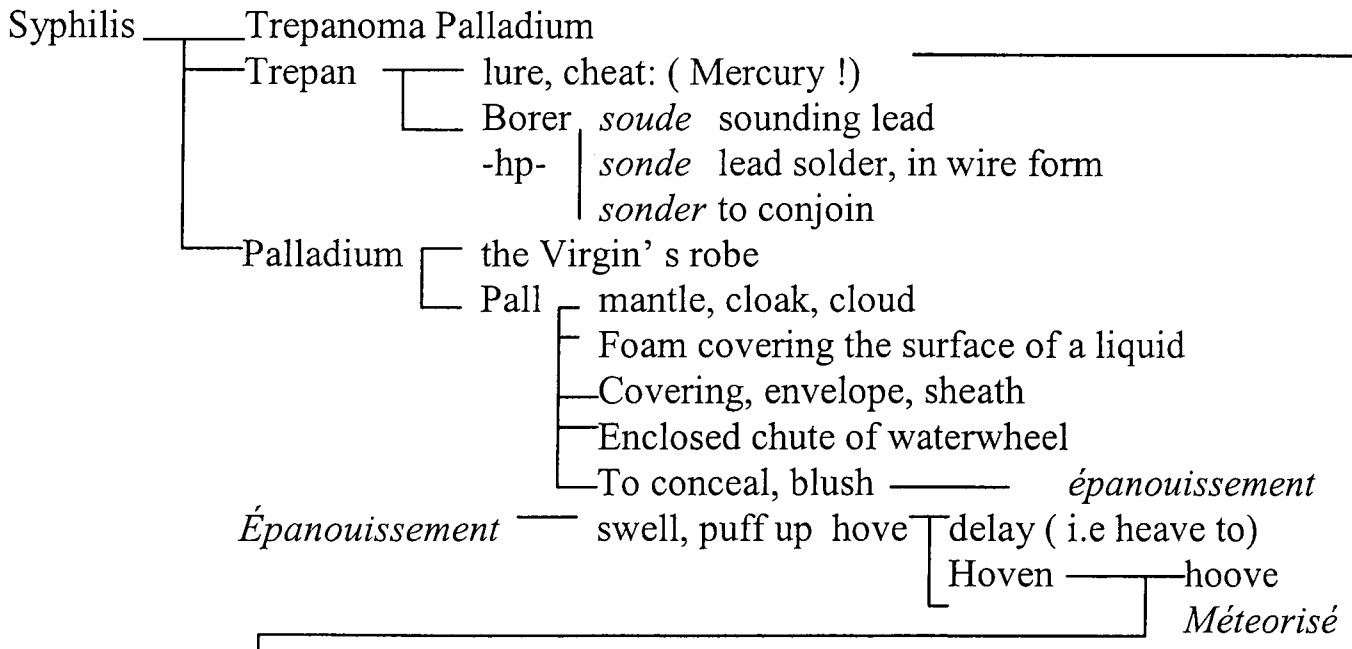 Syphilis Trepanoma Palladium
Trepan lure, cheat: ( Mercury !)
Borer soude sounding lead
-hp- sonde lead solder, in wire form
sonder to conjoin
Palladium the Virgin' s robe
Pall mantle, cloak, cloud
Foam covering the surface of a liquid
Covering, envelope, sheath
Enclosed chute of waterwheel
To conceal, blush épanouissement
Épanouissement swell, puff up hove delay ( i.e heave to)
Hoven hoove
Méteorisé